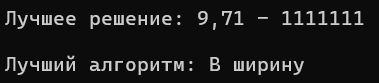 Лучшее решение: 9,71 - 1111111
Лучший алгоритм: В ширину